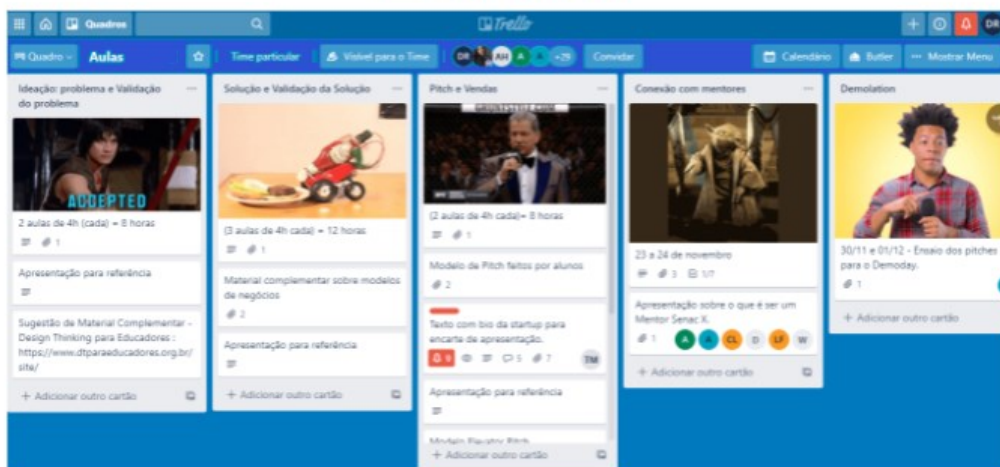 Quadros
Trello
DR
Quadro
Aulas
Time particular
Visível para o Time
DR
AH
A
A
+29
Convidar
Calendário
Butler
Mostrar Menu
Ideação: problema e Validação
do problema
ACCEPTED
2 aulas de 4h (cada) = 8 horas
1
Apresentação para referência
Sugestão de Material Complementar -
Design Thinking para Educadores :
https://www.dtparaeducadores.org.br/
site/
+ Adicionar outro cartão
Solução e Validação da Solução
(3 aulas de 4h cada) = 12 horas
1
Material complementar sobre modelos
de negócios
2
Apresentação para referência
+ Adicionar outro cartão
Pitch e Vendas
(2 aulas de 4h cada)= 8 horas
1
Modelo de Pitch feitos por alunos
2
Texto com bio da startup para
encarte de apresentação.
9
5
7
TM
Apresentação para referência
Modelo Elevator Pitch
+ Adicionar outro cartão
Conexão com mentores
23 a 24 de novembro
3
1/7
Apresentação sobre o que é ser um
Mentor Senac X.
1
A
A
CL
D
LF
W
+ Adicionar outro cartão
Demolation
30/11 e 01/12 - Ensaio dos pitches
para o Demoday.
1
+ Adicionar outro cartão